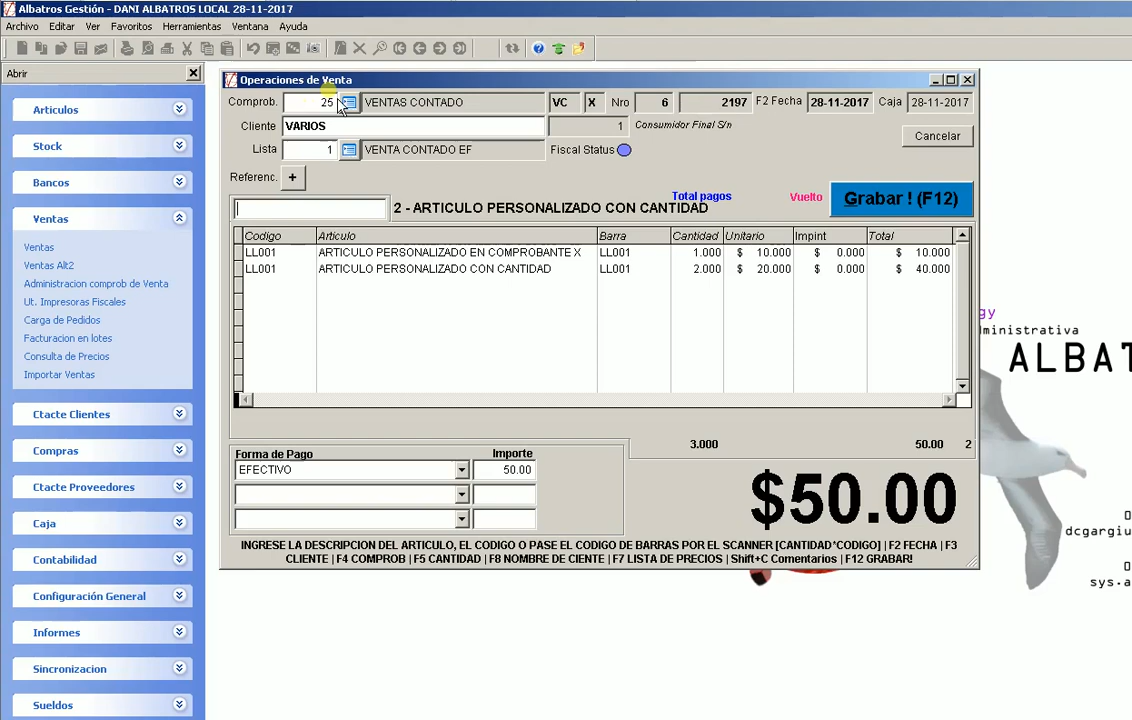 Albatros Gestión - DANI ALBATROS LOCAL 28-11-2017
Archivo Editar Ver Favoritos Herramientas Ventana Ayuda
Abrir
Articulos
Stock
Bancos
Ventas
Ventas
Ventas Alt2
Administracion comprob de Venta
Ut. Impresoras Fiscales
Carga de Pedidos
Facturacion en lotes
Consulta de Precios
Importar Ventas
Ctacte Clientes
Compras
Ctacte Proveedores
Caja
Contabilidad
Configuración General
Informes
Sincronizacion
Sueldos
Operaciones de Venta
Comprob. 25 VENTAS CONTADO VC X Nro 6 2197 F2 Fecha 28-11-2017 Caja 28-11-2017
Cliente VARIOS 1 Consumidor Final S/n
Cancelar
Lista 1 VENTA CONTADO EF Fiscal Status
Referenc. +
Total pagos Vuelto Grabar ! (F12)
2 - ARTICULO PERSONALIZADO CON CANTIDAD
Codigo Artículo Barra Cantidad Unitario Impint Total
LL001 ARTICULO PERSONALIZADO EN COMPROBANTE X LL001 1.000 $ 10.000 $ 0.000 $ 10.000
LL001 ARTICULO PERSONALIZADO CON CANTIDAD LL001 2.000 $ 20.000 $ 0.000 $ 40.000
3.000 50.00 2
Forma de Pago Importe
EFECTIVO 50.00
$50.00
INGRESE LA DESCRIPCION DEL ARTICULO, EL CODIGO O PASE EL CODIGO DE BARRAS POR EL SCANNER [CANTIDAD*CODIGO] | F2 FECHA | F3
CLIENTE | F4 COMPROB | F5 CANTIDAD | F8 NOMBRE DE CIENTE | F7 LISTA DE PRECIOS | Shift+C Comentarios | F12 GRABAR!
gy
ministrativa
ALBAT
dcgargiu
sys.a